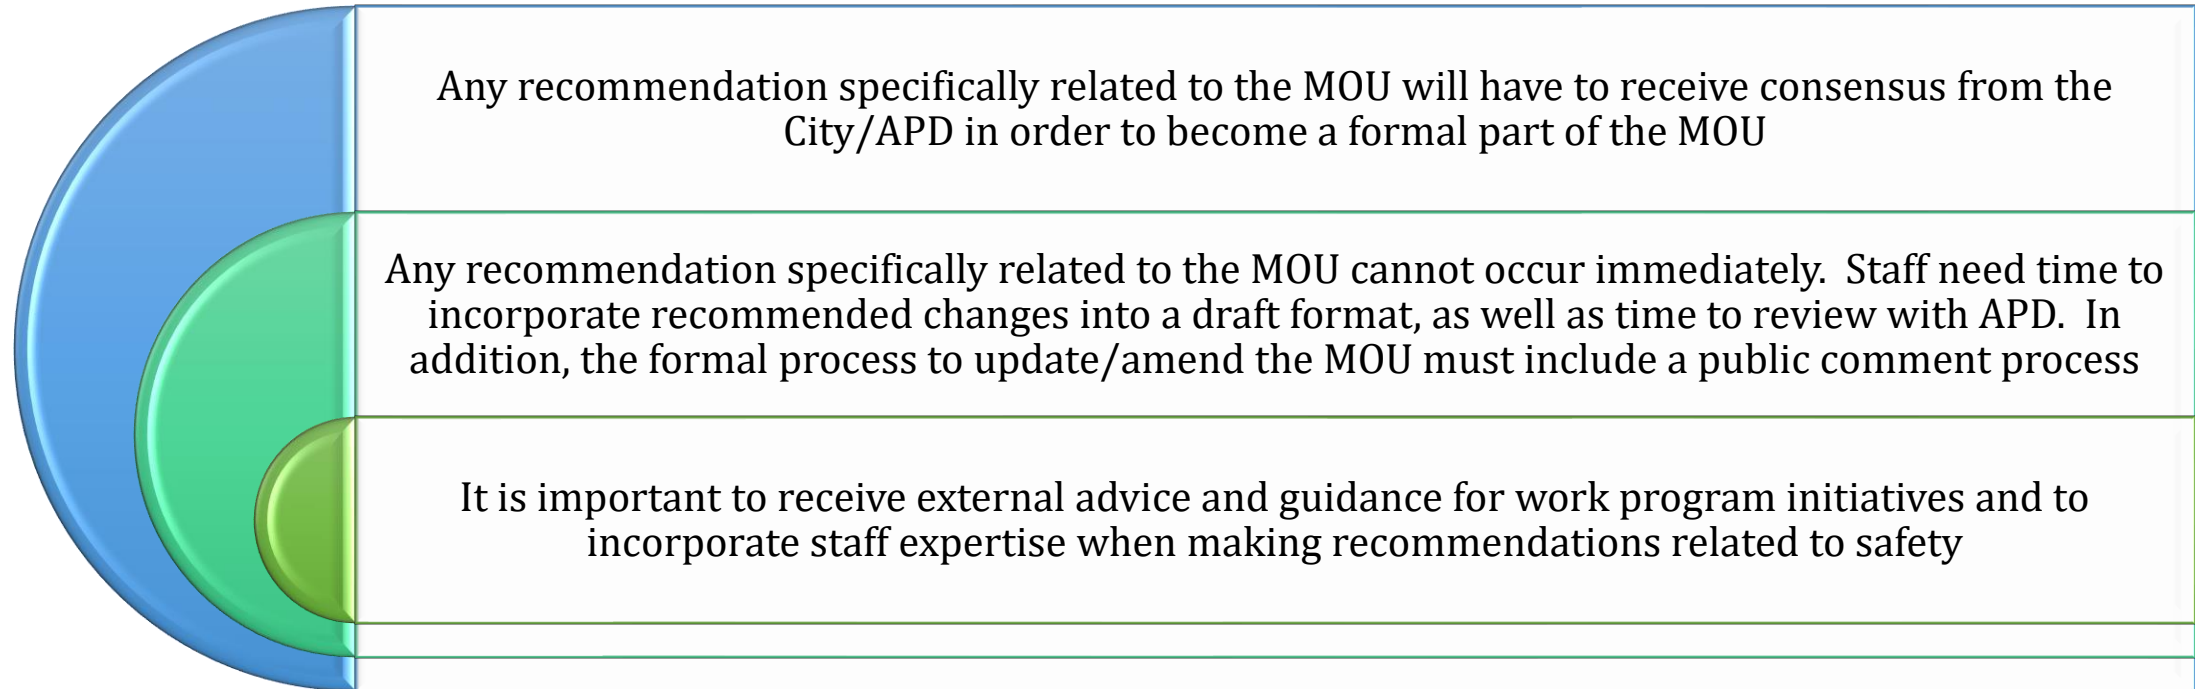 Any recommendation specifically related to the MOU will have to receive consensus from the
City/APD in order to become a formal part of the MOU
Any recommendation specifically related to the MOU cannot occur immediately.  Staff need time to
incorporate recommended changes into a draft format, as well as time to review with APD.  In
addition, the formal process to update/amend the MOU must include a public comment process
It is important to receive external advice and guidance for work program initiatives and to
incorporate staff expertise when making recommendations related to safety